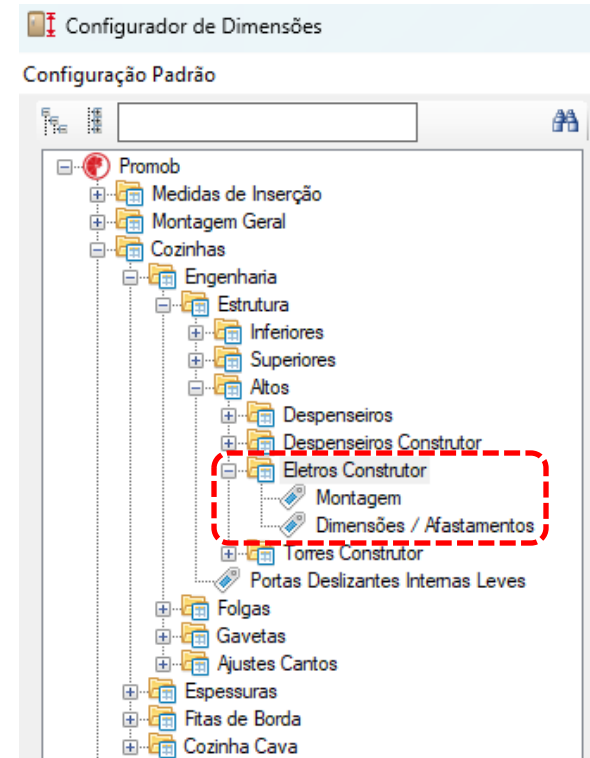 Configurador de Dimensões
Configuração Padrão
Promob
Medidas de Inserção
Montagem Geral
Cozinhas
Engenharia
Estrutura
Inferiores
Superiores
Altos
Despenseiros
Despenseiros Construtor
Eletros Construtor
Montagem
Dimensões / Afastamentos
Torres Construtor
Portas Deslizantes Internas Leves
Folgas
Gavetas
Ajustes Cantos
Espessuras
Fitas de Borda
Cozinha Cava